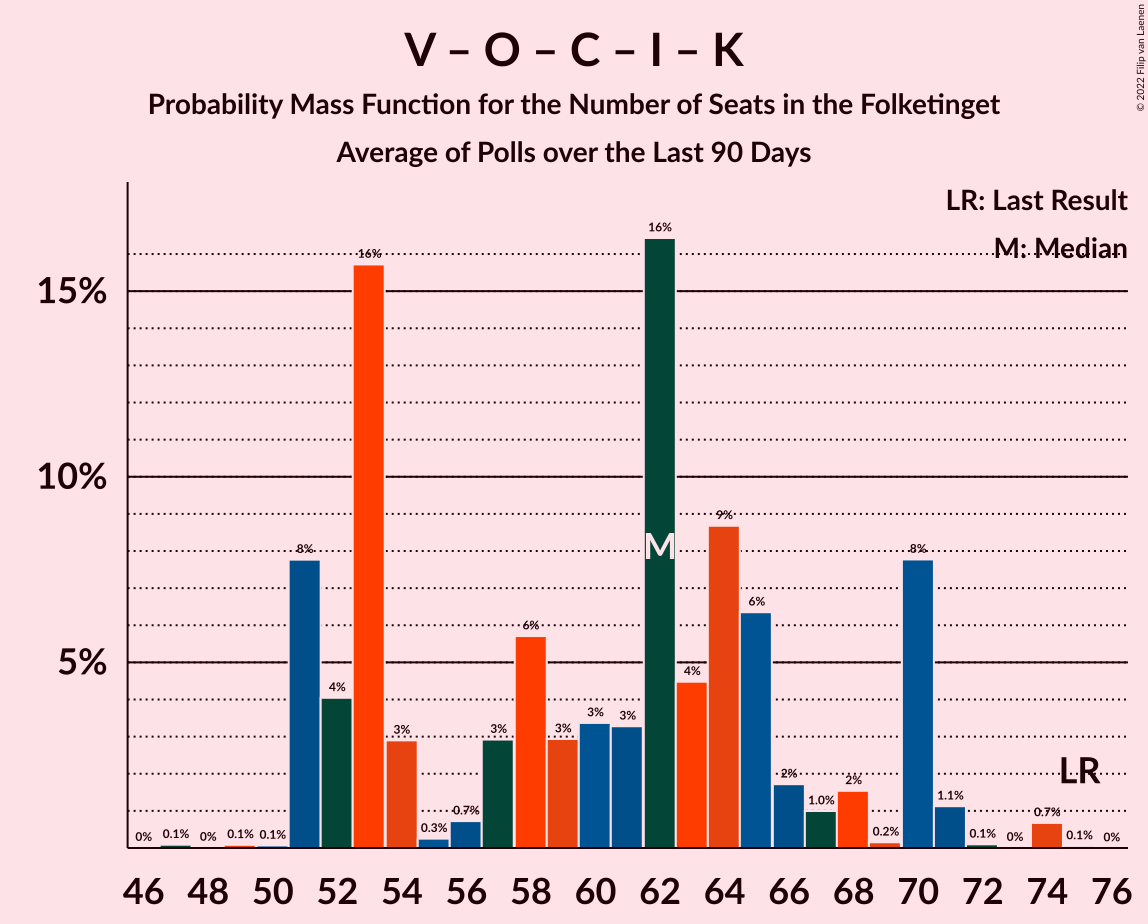 V – O – C – I – K
Probability Mass Function for the Number of Seats in the Folketinget
Average of Polls over the Last 90 Days
© 2022 Filip van Laenen
LR: Last Result
M: Median
15%
10%
5%
0% 0.1% 0% 0.1% 0.1% 8% 4% 16% 3% 0.3% 0.7% 3% 6% 3% 3% 3% 16% 4% 9% 6% 2% 1.0% 2% 0.2% 8% 1.1% 0.1% 0% 0.7% 0.1% 0%
M
LR
46 48 50 52 54 56 58 60 62 64 66 68 70 72 74 76